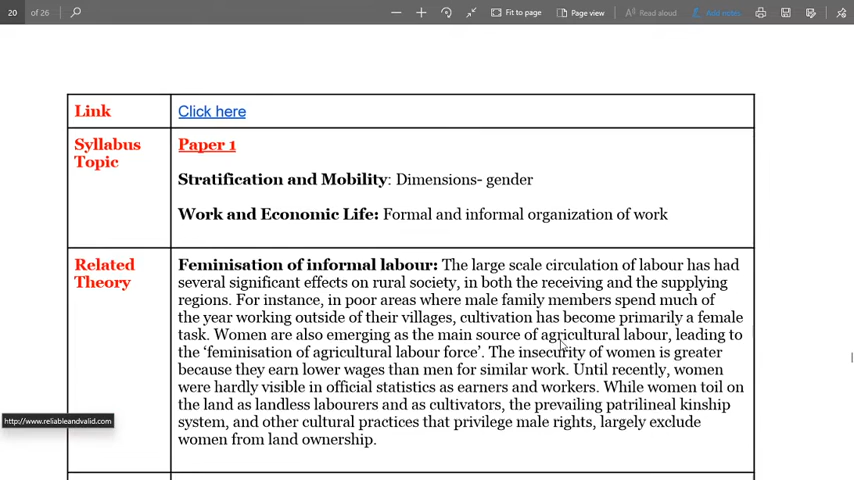 20 of 26 Fit to page Page view Read aloud Add notes
Link Click here
Syllabus Paper 1
Topic
Stratification and Mobility: Dimensions- gender
Work and Economic Life: Formal and informal organization of work
Related Feminisation of informal labour: The large scale circulation of labour has had
Theory several significant effects on rural society, in both the receiving and the supplying
regions. For instance, in poor areas where male family members spend much of
the year working outside of their villages, cultivation has become primarily a female
task. Women are also emerging as the main source of agricultural labour, leading to
the ‘feminisation of agricultural labour force’. The insecurity of women is greater
because they earn lower wages than men for similar work. Until recently, women
were hardly visible in official statistics as earners and workers. While women toil on
the land as landless labourers and as cultivators, the prevailing patrilineal kinship
system, and other cultural practices that privilege male rights, largely exclude
women from land ownership.
http://www.reliableandvalid.com